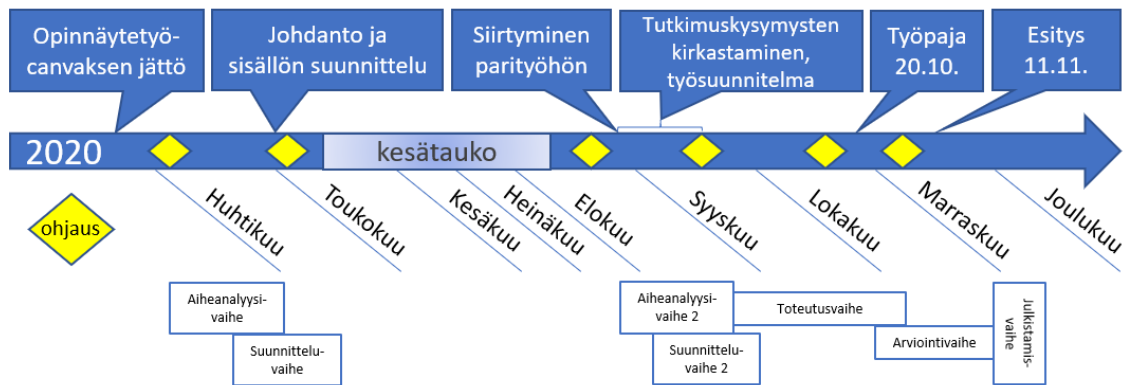 Opinnäytetyö-
canvaksen jättö
Johdanto ja
sisällön suunnittelu
Siirtyminen
parityöhön
Tutkimuskysymysten
kirkastaminen,
työsuunnitelma
Työpaja
20.10.
Esitys
11.11.
2020
kesätauko
ohjaus
Huhtikuu
Toukokuu
Kesäkuu
Heinäkuu
Elokuu
Syyskuu
Lokakuu
Marraskuu
Joulukuu
Aiheanalyysi-
vaihe
Suunnittelu-
vaihe
Aiheanalyysi-
vaihe 2
Suunnittelu-
vaihe 2
Toteutusvaihe
Arviointivaihe
Julkistamis-
vaihe